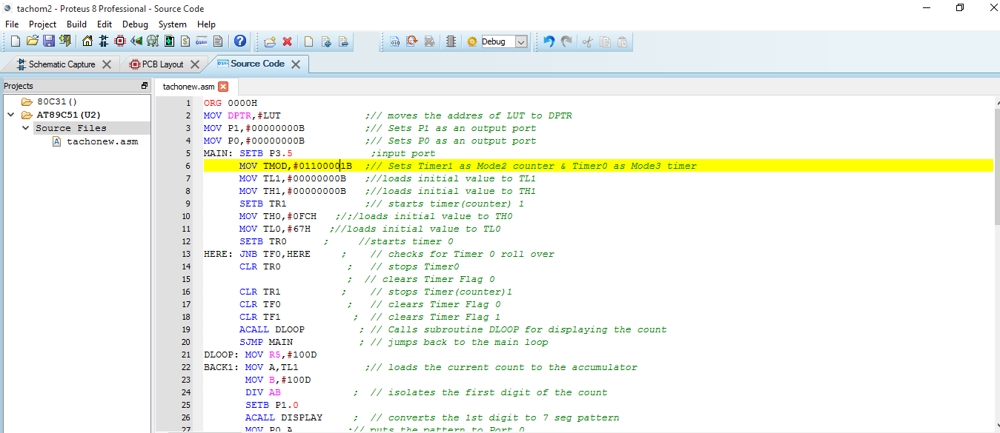 tachom2 - Proteus 8 Professional - Source Code
File Project Build Edit Debug System Help
Debug
Schematic Capture PCB Layout Source Code
Projects
80C31()
AT89C51(U2)
Source Files
tachonew.asm
tachonew.asm
1 ORG 0000H
2 MOV DPTR,#LUT ;// moves the addres of LUT to DPTR
3 MOV P1,#00000000B ;// Sets P1 as an output port
4 MOV P0,#00000000B ;// Sets P0 as an output port
5 MAIN: SETB P3.5 ;input port
6 MOV TMOD,#01100001B ;// Sets Timer1 as Mode2 counter & Timer0 as Mode3 timer
7 MOV TL1,#00000000B ;//loads initial value to TL1
8 MOV TH1,#00000000B ;//loads initial value to TH1
9 SETB TR1 ;// starts timer(counter) 1
10 MOV TH0,#0FCH ;/;/loads initial value to TH0
11 MOV TL0,#67H ;//loads initial value to TL0
12 SETB TR0 ; //starts timer 0
13 HERE: JNB TF0,HERE ; // checks for Timer 0 roll over
14 CLR TR0 ; // stops Timer0
15 ; // clears Timer Flag 0
16 CLR TR1 ; // stops Timer(counter)1
17 CLR TF0 ; // clears Timer Flag 0
18 CLR TF1 ; // clears Timer Flag 1
19 ACALL DLOOP ; // Calls subroutine DLOOP for displaying the count
20 SJMP MAIN ; // jumps back to the main loop
21 DLOOP: MOV R5,#100D
22 BACK1: MOV A,TL1 ;// loads the current count to the accumulator
23 MOV B,#100D
24 DIV AB ; // isolates the first digit of the count
25 SETB P1.0
26 ACALL DISPLAY ; // converts the 1st digit to 7 seg pattern
27 MOV P0,A ;// puts the pattern to Port 0